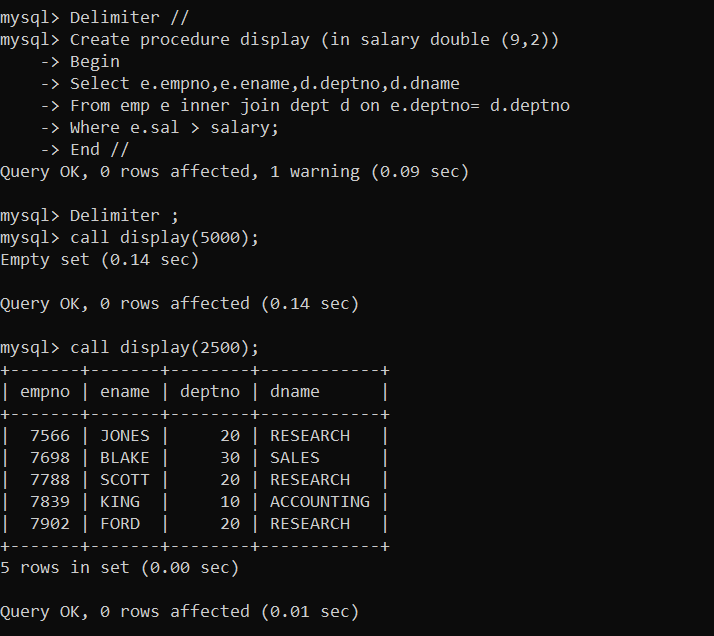 mysql> Delimiter //
mysql> Create procedure display (in salary double (9,2))
    -> Begin
    -> Select e.empno,e.ename,d.deptno,d.dname
    -> From emp e inner join dept d on e.deptno= d.deptno
    -> Where e.sal > salary;
    -> End //
Query OK, 0 rows affected, 1 warning (0.09 sec)

mysql> Delimiter ;
mysql> call display(5000);
Empty set (0.14 sec)

Query OK, 0 rows affected (0.14 sec)

mysql> call display(2500);
+-------+-------+--------+------------+
| empno | ename | deptno | dname      |
+-------+-------+--------+------------+
|  7566 | JONES |     20 | RESEARCH   |
|  7698 | BLAKE |     30 | SALES      |
|  7788 | SCOTT |     20 | RESEARCH   |
|  7839 | KING  |     10 | ACCOUNTING |
|  7902 | FORD  |     20 | RESEARCH   |
+-------+-------+--------+------------+
5 rows in set (0.00 sec)

Query OK, 0 rows affected (0.01 sec)